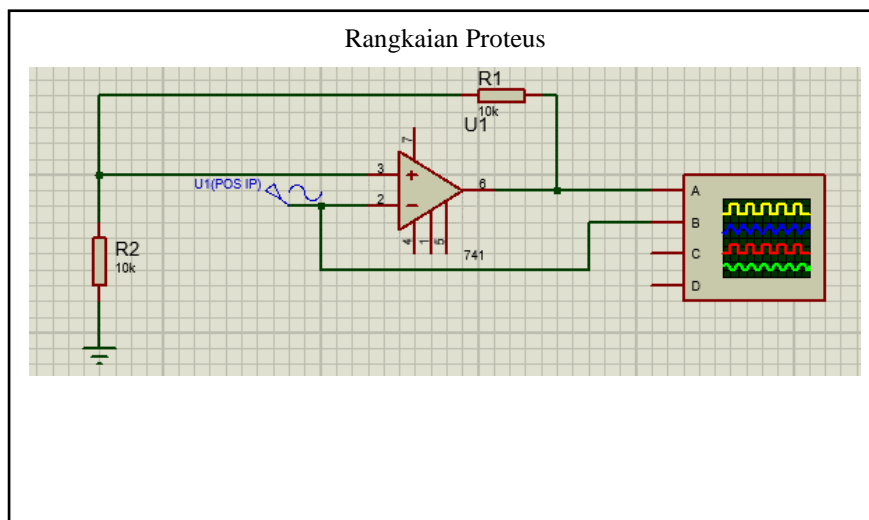 Rangkaian Proteus
R1
10k
U1
7
3
6
U1(POS IP)
2
A
B
C
D
4
1
5
741
R2
10k